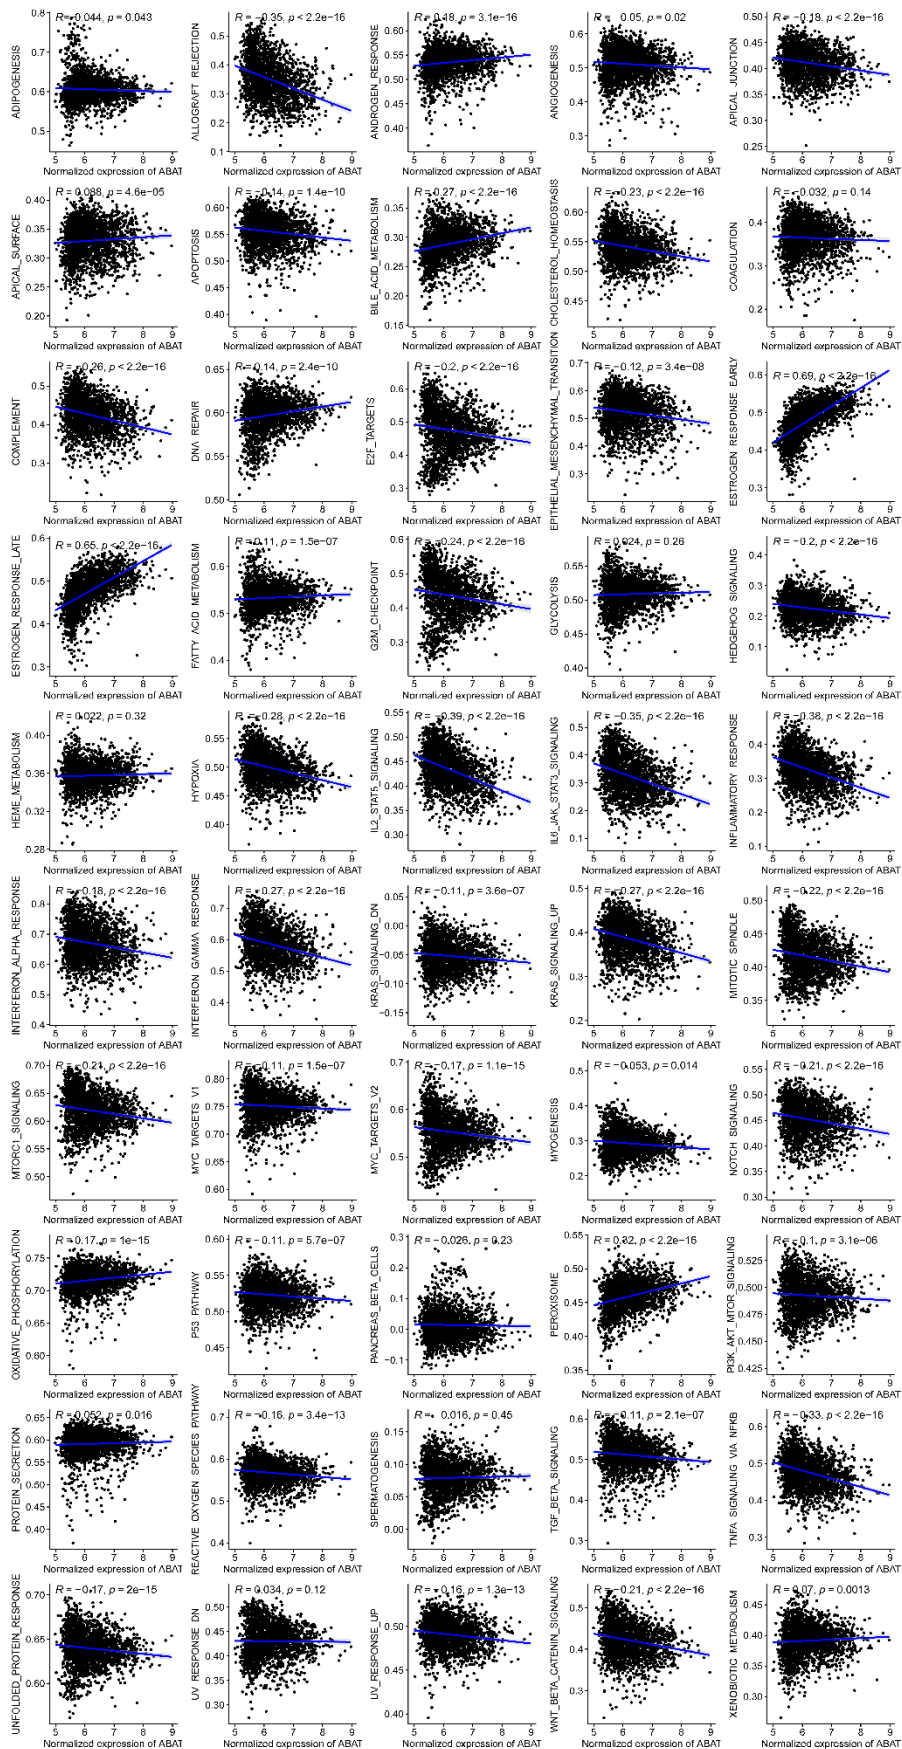 R = −0.044, p = 0.043
ADIPOGENESIS
Normalized expression of ABAT
R = −0.35, p < 2.2e−16
ALLOGRAFT_REJECTION
Normalized expression of ABAT
R = 0.18, p = 3.1e−16
ANDROGEN_RESPONSE
Normalized expression of ABAT
R = 0.05, p = 0.02
ANGIOGENESIS
Normalized expression of ABAT
R = −0.18, p < 2.2e−16
APICAL_JUNCTION
Normalized expression of ABAT
R = 0.088, p = 4.6e−05
APICAL_SURFACE
Normalized expression of ABAT
R = −0.14, p = 1.4e−10
APOPTOSIS
Normalized expression of ABAT
R = 0.27, p < 2.2e−16
BILE_ACID_METABOLISM
Normalized expression of ABAT
R = −0.23, p < 2.2e−16
CHOLESTEROL_HOMEOSTASIS
Normalized expression of ABAT
R = −0.032, p = 0.14
COAGULATION
Normalized expression of ABAT
R = −0.26, p < 2.2e−16
COMPLEMENT
Normalized expression of ABAT
R = 0.14, p = 2.4e−10
DNA_REPAIR
Normalized expression of ABAT
R = −0.2, p < 2.2e−16
E2F_TARGETS
Normalized expression of ABAT
R = −0.12, p = 3.4e−08
EPITHELIAL_MESENCHYMAL_TRANSITION
Normalized expression of ABAT
R = 0.69, p < 2.2e−16
ESTROGEN_RESPONSE_EARLY
Normalized expression of ABAT
R = 0.65, p < 2.2e−16
ESTROGEN_RESPONSE_LATE
Normalized expression of ABAT
R = 0.11, p = 1.5e−07
FATTY_ACID_METABOLISM
Normalized expression of ABAT
R = −0.24, p < 2.2e−16
G2M_CHECKPOINT
Normalized expression of ABAT
R = 0.024, p = 0.26
GLYCOLYSIS
Normalized expression of ABAT
R = −0.2, p < 2.2e−16
HEDGEHOG_SIGNALING
Normalized expression of ABAT
R = 0.022, p = 0.32
HEME_METABOLISM
Normalized expression of ABAT
R = −0.28, p < 2.2e−16
HYPOXIA
Normalized expression of ABAT
R = −0.39, p < 2.2e−16
IL2_STAT5_SIGNALING
Normalized expression of ABAT
R = −0.35, p < 2.2e−16
IL6_JAK_STAT3_SIGNALING
Normalized expression of ABAT
R = −0.38, p < 2.2e−16
INFLAMMATORY_RESPONSE
Normalized expression of ABAT
R = −0.18, p < 2.2e−16
INTERFERON_ALPHA_RESPONSE
Normalized expression of ABAT
R = −0.27, p < 2.2e−16
INTERFERON_GAMMA_RESPONSE
Normalized expression of ABAT
R = −0.11, p = 3.6e−07
KRAS_SIGNALING_DN
Normalized expression of ABAT
R = −0.27, p < 2.2e−16
KRAS_SIGNALING_UP
Normalized expression of ABAT
R = −0.22, p < 2.2e−16
MITOTIC_SPINDLE
Normalized expression of ABAT
R = −0.21, p < 2.2e−16
MTORC1_SIGNALING
Normalized expression of ABAT
R = −0.11, p = 1.5e−07
MYC_TARGETS_V1
Normalized expression of ABAT
R = −0.17, p = 1.1e−15
MYC_TARGETS_V2
Normalized expression of ABAT
R = −0.053, p = 0.014
MYOGENESIS
Normalized expression of ABAT
R = −0.21, p < 2.2e−16
NOTCH_SIGNALING
Normalized expression of ABAT
R = 0.17, p = 1e−15
OXIDATIVE_PHOSPHORYLATION
Normalized expression of ABAT
R = −0.11, p = 5.7e−07
P53_PATHWAY
Normalized expression of ABAT
R = −0.026, p = 0.23
PANCREAS_BETA_CELLS
Normalized expression of ABAT
R = 0.32, p < 2.2e−16
PEROXISOME
Normalized expression of ABAT
R = −0.1, p = 3.1e−06
PI3K_AKT_MTOR_SIGNALING
Normalized expression of ABAT
R = 0.052, p = 0.016
PROTEIN_SECRETION
Normalized expression of ABAT
R = −0.16, p = 3.4e−13
REACTIVE_OXYGEN_SPECIES_PATHWAY
Normalized expression of ABAT
R = 0.016, p = 0.45
SPERMATOGENESIS
Normalized expression of ABAT
R = −0.11, p = 2.1e−07
TGF_BETA_SIGNALING
Normalized expression of ABAT
R = −0.33, p < 2.2e−16
TNFA_SIGNALING_VIA_NFKB
Normalized expression of ABAT
R = −0.17, p = 2e−15
UNFOLDED_PROTEIN_RESPONSE
Normalized expression of ABAT
R = 0.034, p = 0.12
UV_RESPONSE_DN
Normalized expression of ABAT
R = −0.16, p = 1.3e−13
UV_RESPONSE_UP
Normalized expression of ABAT
R = −0.21, p < 2.2e−16
WNT_BETA_CATENIN_SIGNALING
Normalized expression of ABAT
R = 0.07, p = 0.0013
XENOBIOTIC_METABOLISM
Normalized expression of ABAT